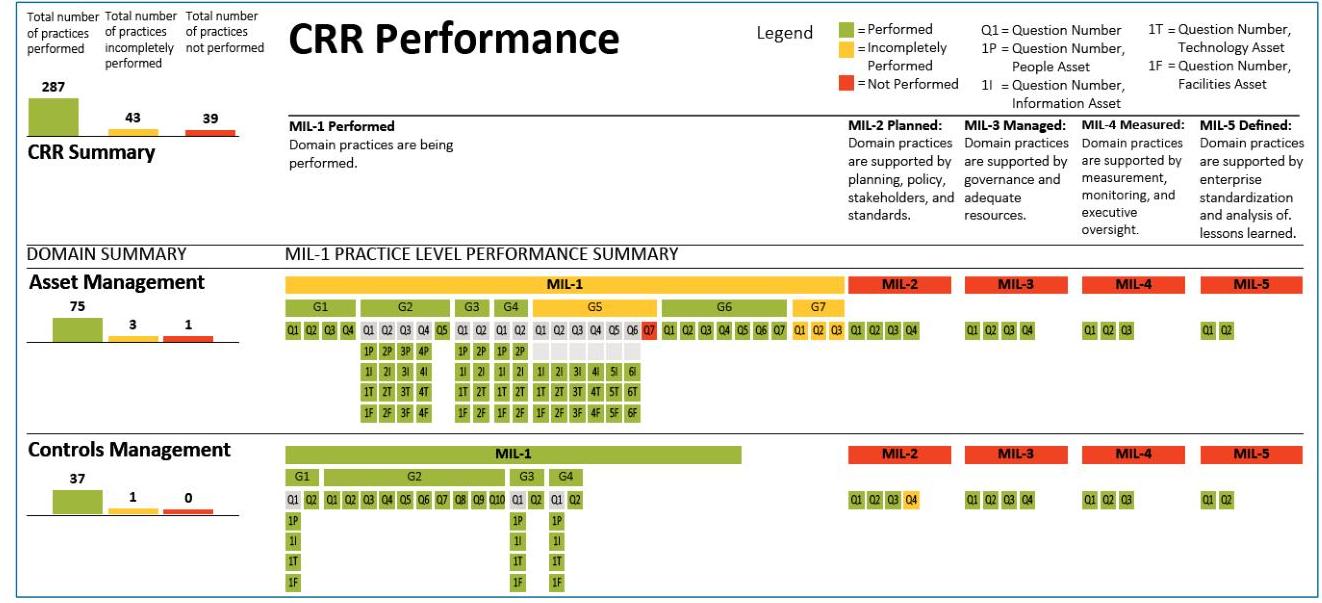 Total number of practices performed
Total number of practices incompletely performed
Total number of practices not performed
287
43
39
CRR Summary
CRR Performance
Legend
= Performed
= Incompletely
Performed
= Not Performed
Q1 = Question Number
1P = Question Number,
People Asset
1I = Question Number,
Information Asset
1T = Question Number,
Technology Asset
1F = Question Number,
Facilities Asset
MIL-1 Performed
Domain practices are being
performed.
MIL-2 Planned:
Domain practices
are supported by
planning, policy,
stakeholders, and
standards.
MIL-3 Managed:
Domain practices
are supported by
governance and
adequate
resources.
MIL-4 Measured:
Domain practices
are supported by
measurement,
monitoring, and
executive
oversight.
MIL-5 Defined:
Domain practices
are supported by
enterprise
standardization
and analysis of.
lessons learned.
DOMAIN SUMMARY
MIL-1 PRACTICE LEVEL PERFORMANCE SUMMARY
Asset Management
75
3
1
MIL-1 MIL-2 MIL-3 MIL-4 MIL-5
G1 G2 G3 G4 G5 G6 G7
Q1 Q2 Q3 Q4 Q1 Q2 Q3 Q4 Q5 Q1 Q2 Q1 Q2 Q1 Q2 Q3 Q4 Q5 Q6 Q7 Q1 Q2 Q3 Q4 Q5 Q6 Q7 Q1 Q2 Q3 Q1 Q2 Q3 Q4 Q1 Q2 Q3 Q4 Q1 Q2 Q3 Q1 Q2
1P 2P 3P 4P 1P 2P 1P 2P
1I 2I 3I 4I 1I 2I 1I 2I 1I 2I 3I 4I 5I 6I
1T 2T 3T 4T 1T 2T 1T 2T 1T 2T 3T 4T 5T 6T
1F 2F 3F 4F 1F 2F 1F 2F 1F 2F 3F 4F 5F 6F
Controls Management
37
1
0
MIL-1 MIL-2 MIL-3 MIL-4 MIL-5
G1 G2 G3 G4
Q1 Q2 Q1 Q2 Q3 Q4 Q5 Q6 Q7 Q8 Q9 Q10 Q1 Q2 Q1 Q2 Q1 Q2 Q3 Q4 Q1 Q2 Q3 Q4 Q1 Q2 Q3 Q1 Q2
1P 1P 1P
1I 1I 1I
1T 1T 1T
1F 1F 1F